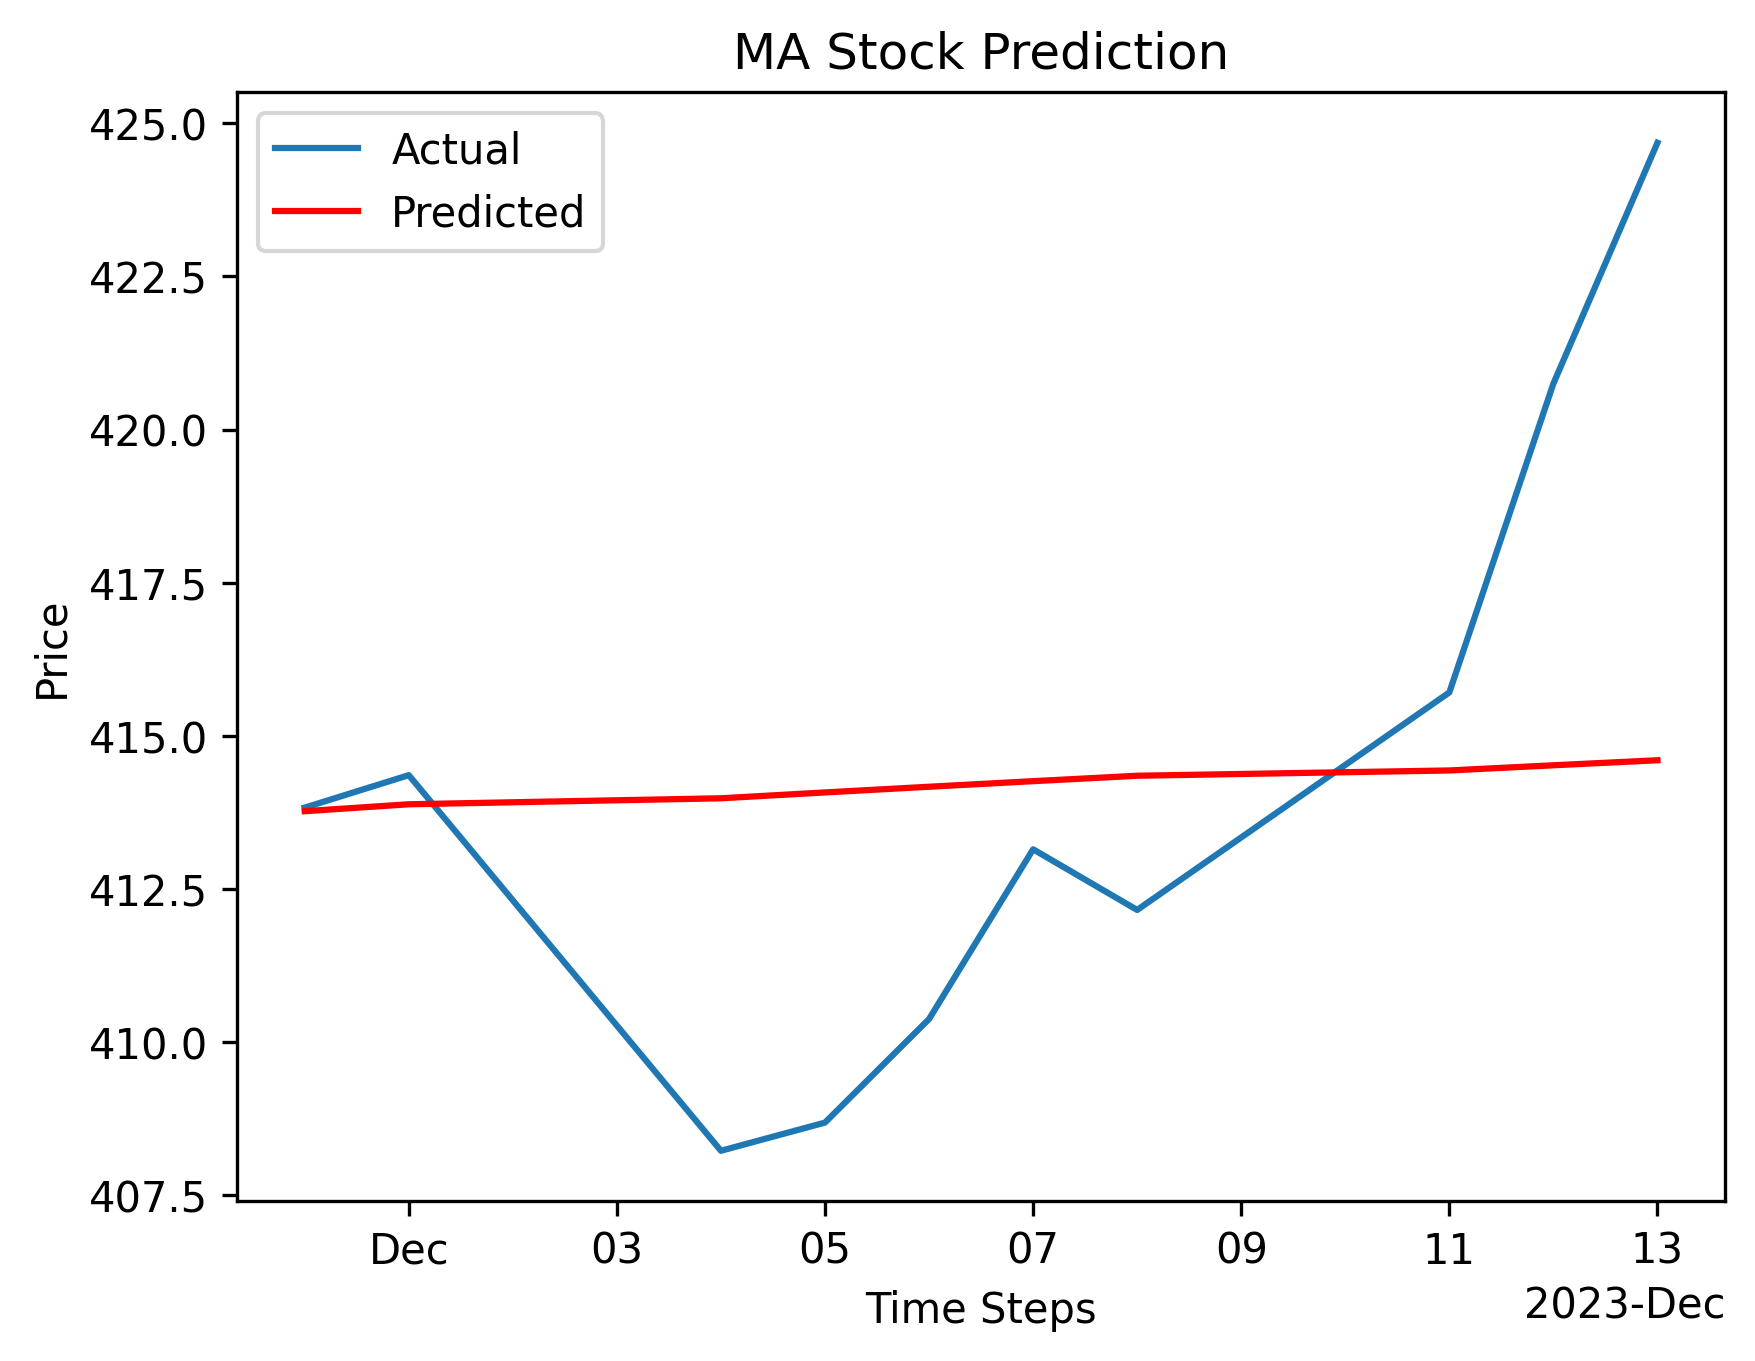 MA Stock Prediction
Actual
Predicted
425.0
422.5
420.0
417.5
415.0
412.5
410.0
407.5
Price
Dec 03 05 07 09 11 13
Time Steps
2023-Dec